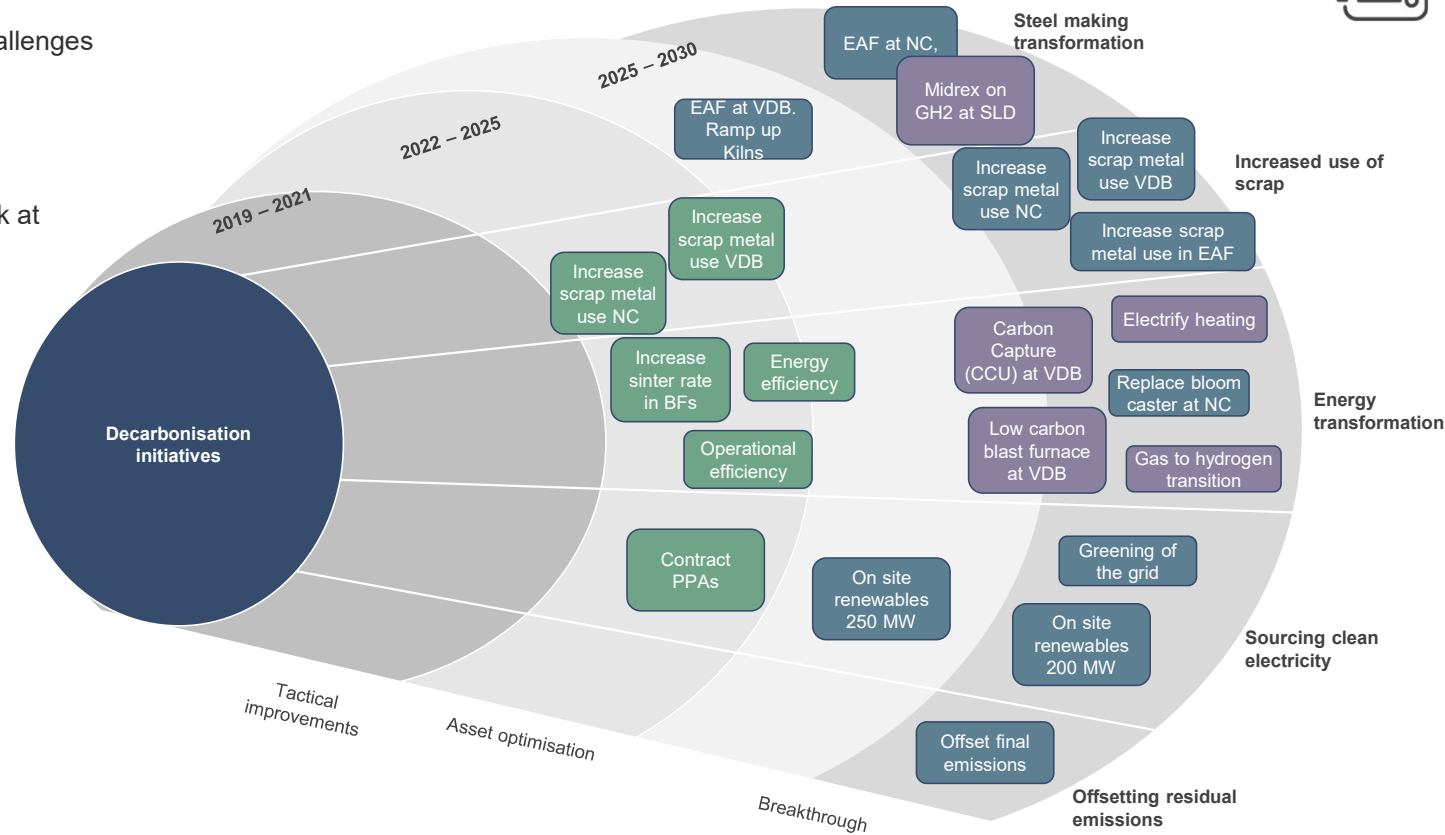 allenges
k at
2019 – 2021
2022 – 2025
2025 – 2030
Decarbonisation
initiatives
Tactical
improvements
Asset optimisation
Breakthrough
Steel making
transformation
EAF at NC,
Midrex on
GH2 at SLD
EAF at VDB.
Ramp up
Kilns
Increased use of
scrap
Increase
scrap metal
use NC
Increase
scrap metal
use VDB
Increase
scrap metal
use NC
Increase
scrap metal
use VDB
Increase scrap
metal use in EAF
Energy
transformation
Increase
sinter rate
in BFs
Energy
efficiency
Operational
efficiency
Carbon
Capture
(CCU) at VDB
Low carbon
blast furnace
at VDB
Electrify heating
Replace bloom
caster at NC
Gas to hydrogen
transition
Sourcing clean
electricity
Contract
PPAs
On site
renewables
250 MW
Greening of
the grid
On site
renewables
200 MW
Offset final
emissions
Offsetting residual
emissions